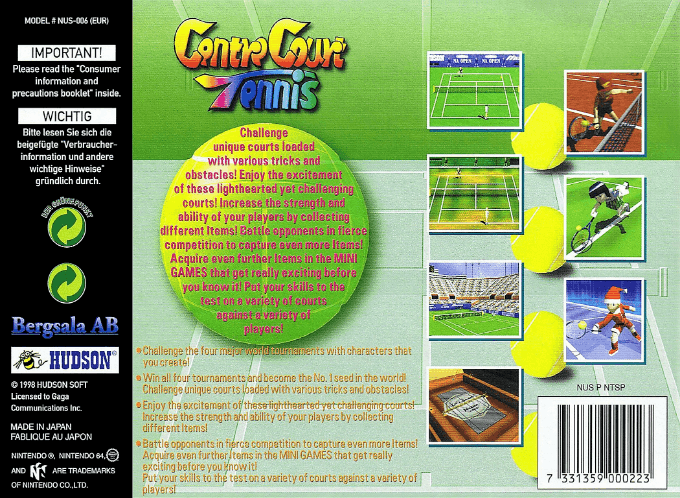 MODEL # NUS-006 (EUR)
IMPORTANT!
Please read the "Consumer
information and
precautions booklet" inside.
WICHTIG
Bitte lesen Sie sich die
beigefügte "Verbraucher-
information und andere
wichtige Hinweise"
gründlich durch.
DER GRÜNE PUNKT
Bergsala AB
HUDSON®
© 1998 HUDSON SOFT
Licensed to Gaga
Communications Inc.
MADE IN JAPAN
FABLIQUE AU JAPON
NINTENDO ®, NINTENDO 64,
AND ARE TRADEMARKS
OF NINTENDO CO.,LTD.
Centre Court
Tennis
Challenge
unique courts loaded
with various tricks and
obstacles! Enjoy the excitement
of these lighthearted yet challanging
courts! Increase the strength and
ability of your players by collecting
different Items! Battle opponents in fierce
competition to capture even more Items!
Acquire even further Items in the MINI
GAMES that get really exciting before
you know it! Put your skills to the
test on a variety of courts
against a variety of
players!
Challenge the four major world tournaments with characters that
you create!
Win all four tournaments and become the No.1 seed in the world!
Challenge unique courts loaded with various tricks and obstacles!
Enjoy the excitement of these lighthearted yet challenging courts!
Increase the strength and ability of your players by collecting
different Items!
Battle opponents in fierce competition to capture even more Items!
Aquire even further Items in the MINI GAMES that get really
exciting before you know it!
Put your skills to the test on a variety of courts against a variety of
players!
NA OPEN NA OPEN
NUS P NTSP
7 331359 000223